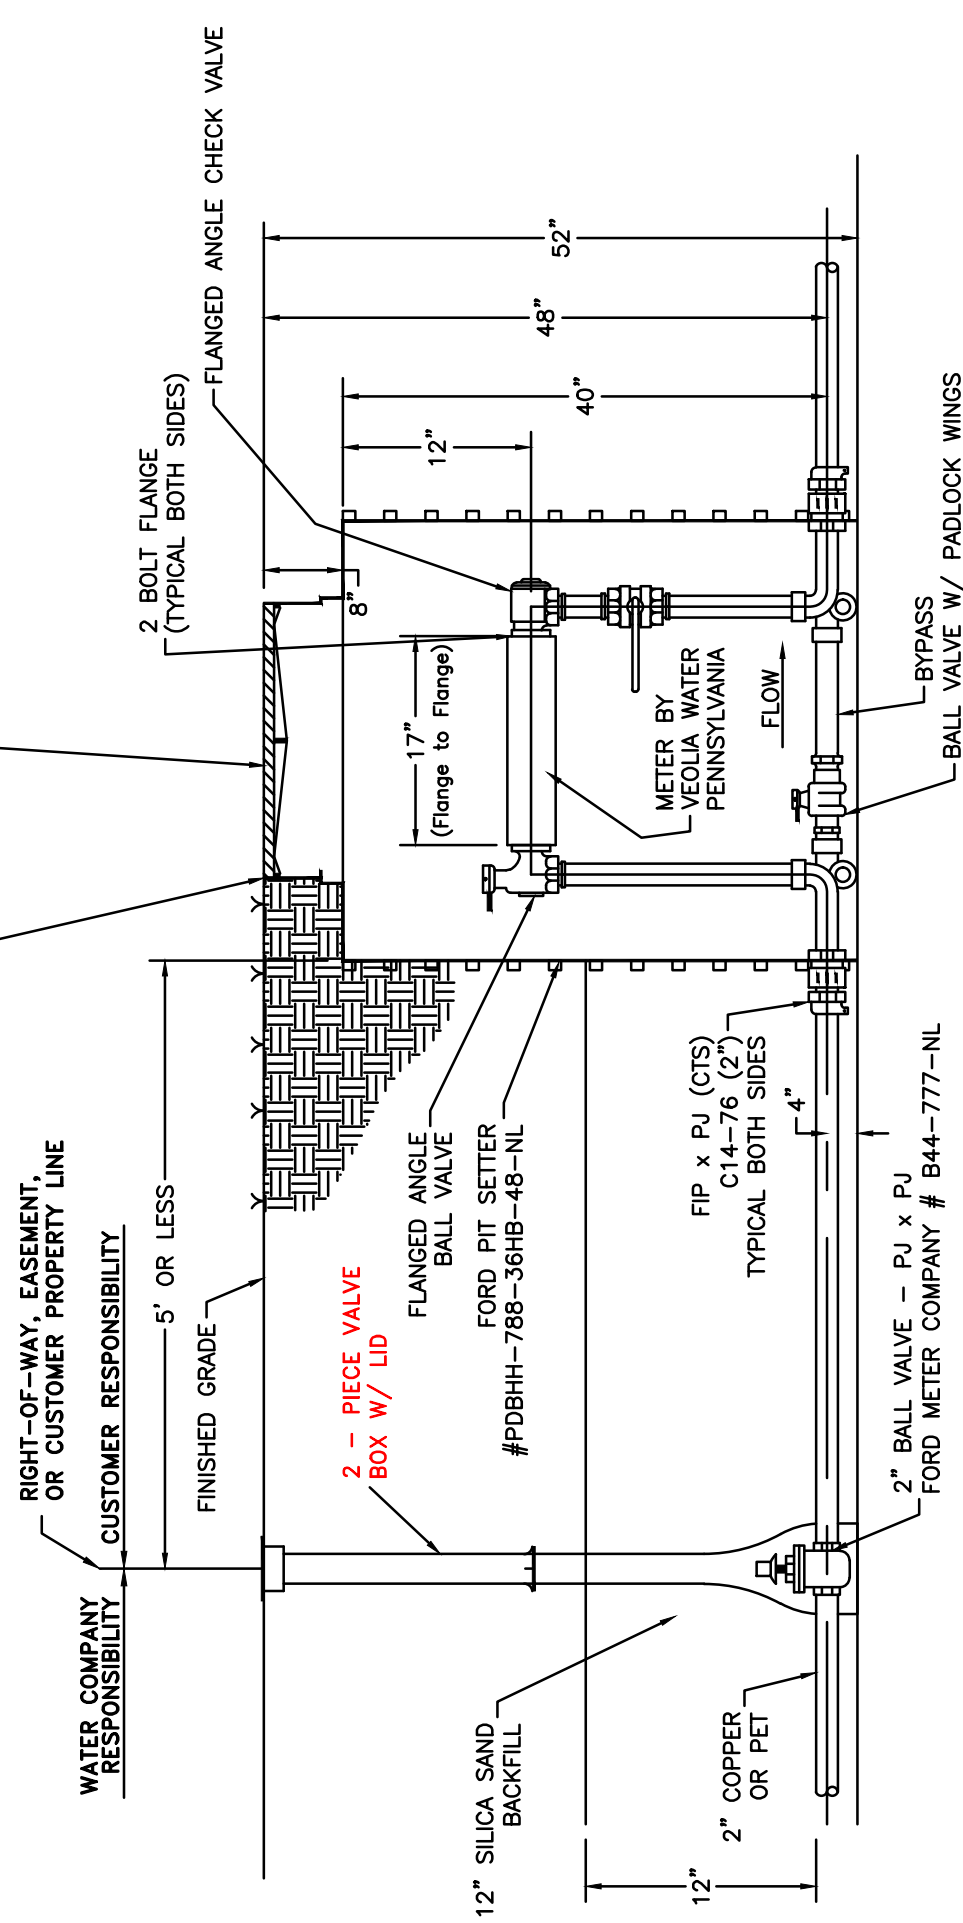 RIGHT-OF-WAY, EASEMENT,
OR CUSTOMER PROPERTY LINE
WATER COMPANY
RESPONSIBILITY
CUSTOMER RESPONSIBILITY
5' OR LESS
FINISHED GRADE
2 - PIECE VALVE
BOX W/ LID
12" SILICA SAND
BACKFILL
12"
2" COPPER
OR PET
2" BALL VALVE - PJ x PJ
FORD METER COMPANY # B44-777-NL
4"
FIP x PJ (CTS)
C14-76 (2")
TYPICAL BOTH SIDES
FLANGED ANGLE
BALL VALVE
FORD PIT SETTER
#PDBHH-788-36HB-48-NL
2 BOLT FLANGE
(TYPICAL BOTH SIDES)
FLANGED ANGLE CHECK VALVE
8"
17"
(Flange to Flange)
METER BY
VEOLIA WATER
PENNSYLVANIA
FLOW
BYPASS
BALL VALVE W/ PADLOCK WINGS
12"
40"
48"
52"